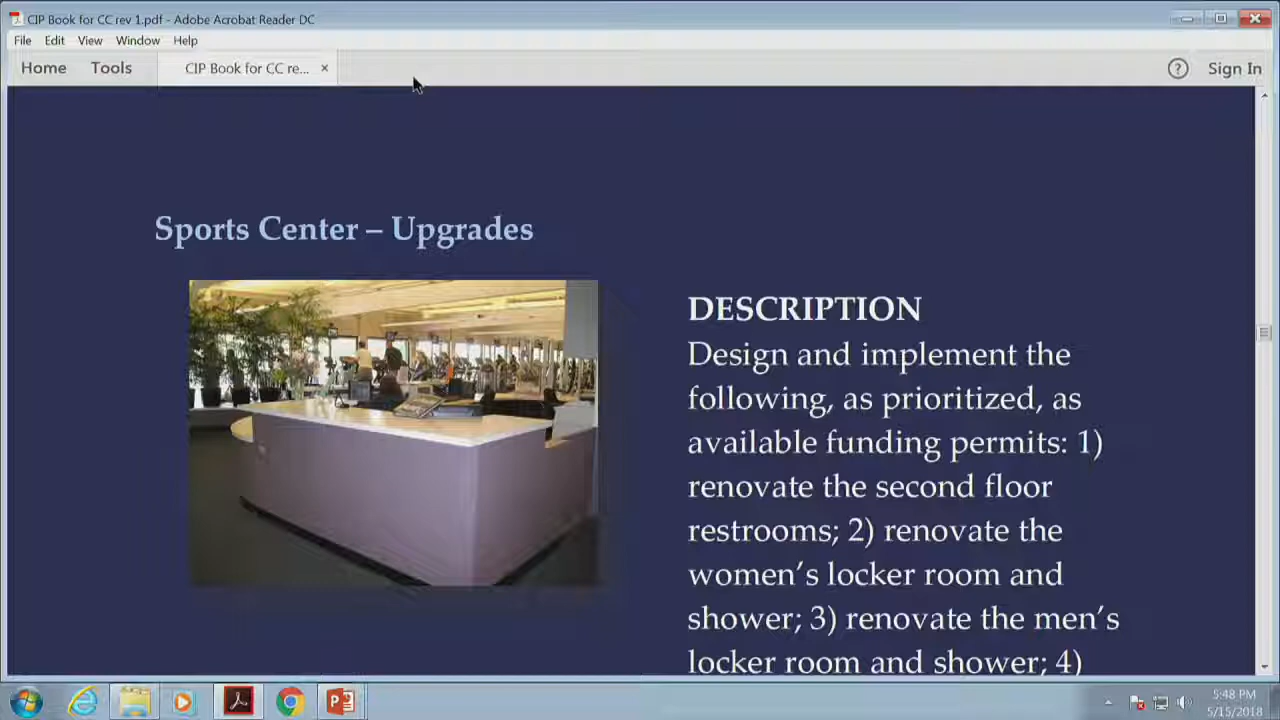 CIP Book for CC rev 1.pdf - Adobe Acrobat Reader DC
File Edit View Window Help
Home Tools CIP Book for CC re... × ? Sign In
Sports Center – Upgrades
DESCRIPTION
Design and implement the
following, as prioritized, as
available funding permits: 1)
renovate the second floor
restrooms; 2) renovate the
women’s locker room and
shower; 3) renovate the men’s
locker room and shower; 4)
5:48 PM
5/15/2018